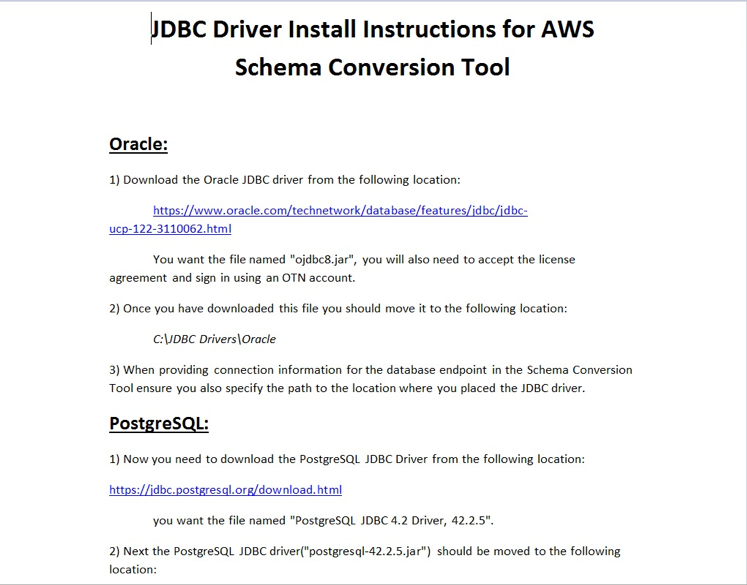 JDBC Driver Install Instructions for AWS
Schema Conversion Tool
Oracle:
1) Download the Oracle JDBC driver from the following location:
https://www.oracle.com/technetwork/database/features/jdbc/jdbc-
ucp-122-3110062.html
You want the file named "ojdbc8.jar", you will also need to accept the license
agreement and sign in using an OTN account.
2) Once you have downloaded this file you should move it to the following location:
C:\JDBC Drivers\Oracle
3) When providing connection information for the database endpoint in the Schema Conversion
Tool ensure you also specify the path to the location where you placed the JDBC driver.
PostgreSQL:
1) Now you need to download the PostgreSQL JDBC Driver from the following location:
https://jdbc.postgresql.org/download.html
you want the file named "PostgreSQL JDBC 4.2 Driver, 42.2.5".
2) Next the PostgreSQL JDBC driver("postgresql-42.2.5.jar") should be moved to the following
location: